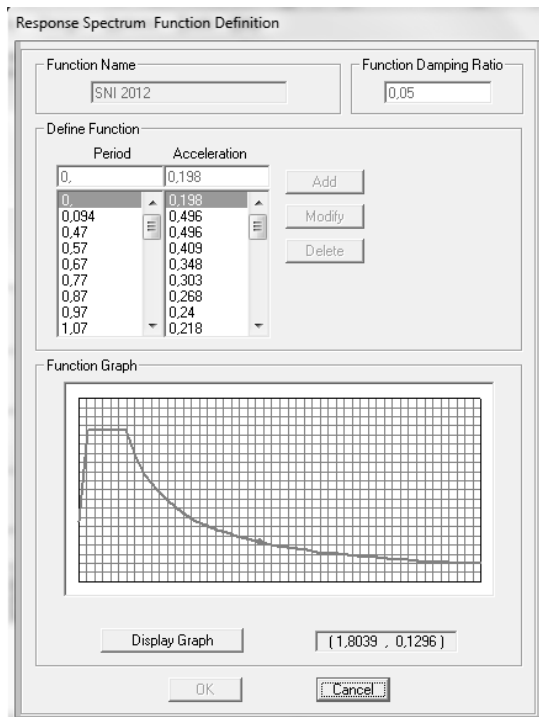 Response Spectrum Function Definition
Function Name
SNI 2012
Function Damping Ratio
0,05
Define Function
Period Acceleration
0, 0,198
Add
0, 0,198
0,094 0,496
Modify
0,47 0,496
0,57 0,409
Delete
0,67 0,348
0,77 0,303
0,87 0,268
0,97 0,24
1,07 0,218
Function Graph
Display Graph
( 1,8039 , 0,1296 )
OK
Cancel